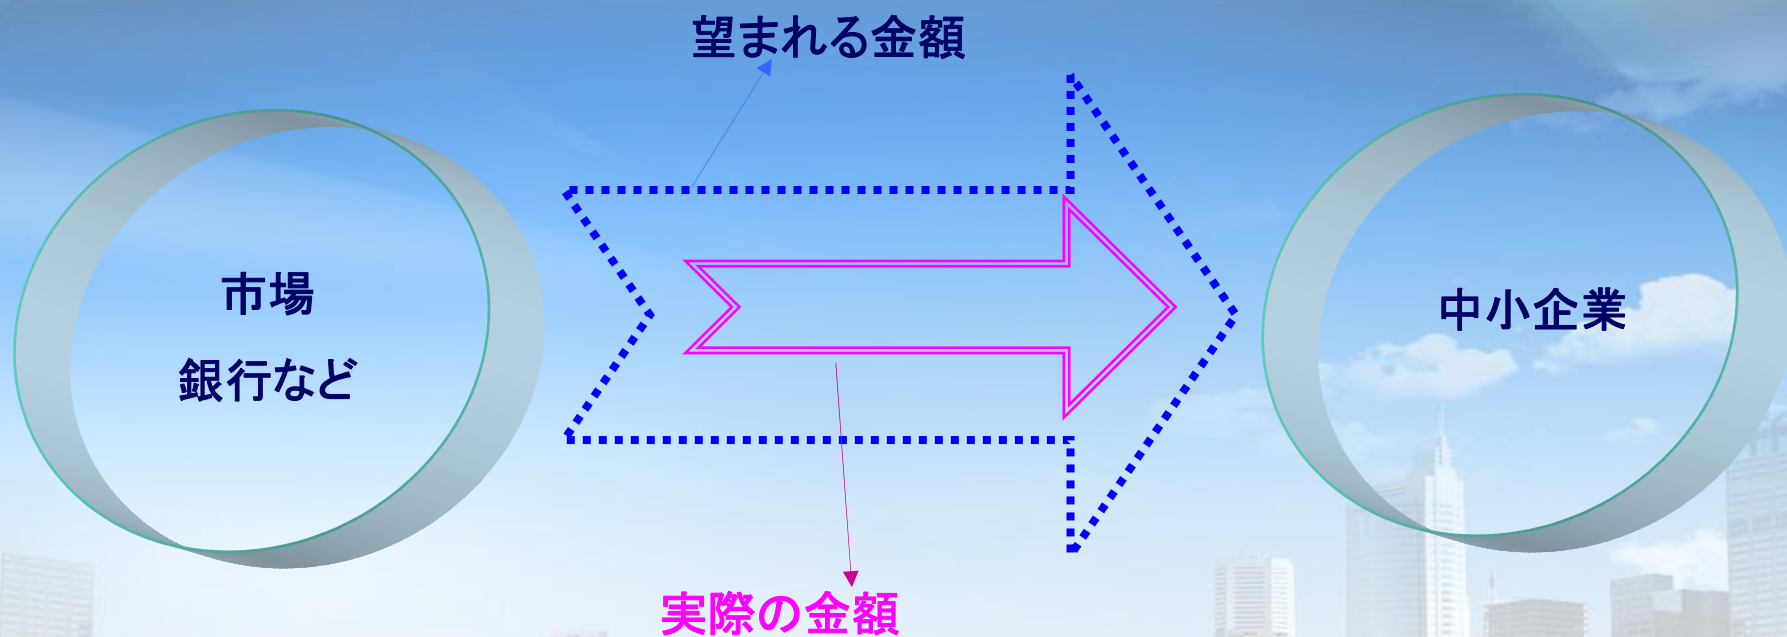 望まれる金額
市場
銀行など
中小企業
実際の金額